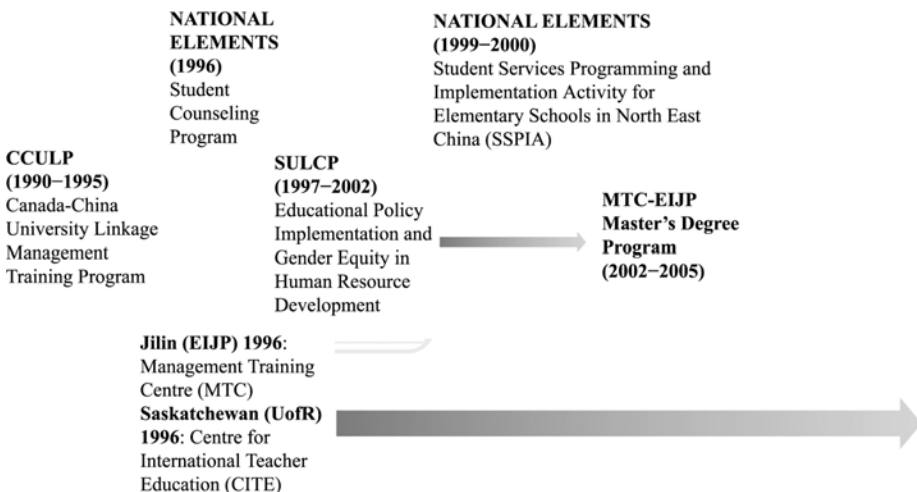 NATIONAL
ELEMENTS
(1996)
Student
Counseling
Program
NATIONAL ELEMENTS
(1999−2000)
Student Services Programming and
Implementation Activity for
Elementary Schools in North East
China (SSPIA)
CCULP
(1990−1995)
Canada-China
University Linkage
Management
Training Program
SULCP
(1997−2002)
Educational Policy
Implementation and
Gender Equity in
Human Resource
Development
MTC-EIJP
Master’s Degree
Program
(2002−2005)
Jilin (EIJP) 1996:
Management Training
Centre (MTC)
Saskatchewan (UofR)
1996: Centre for
International Teacher
Education (CITE)